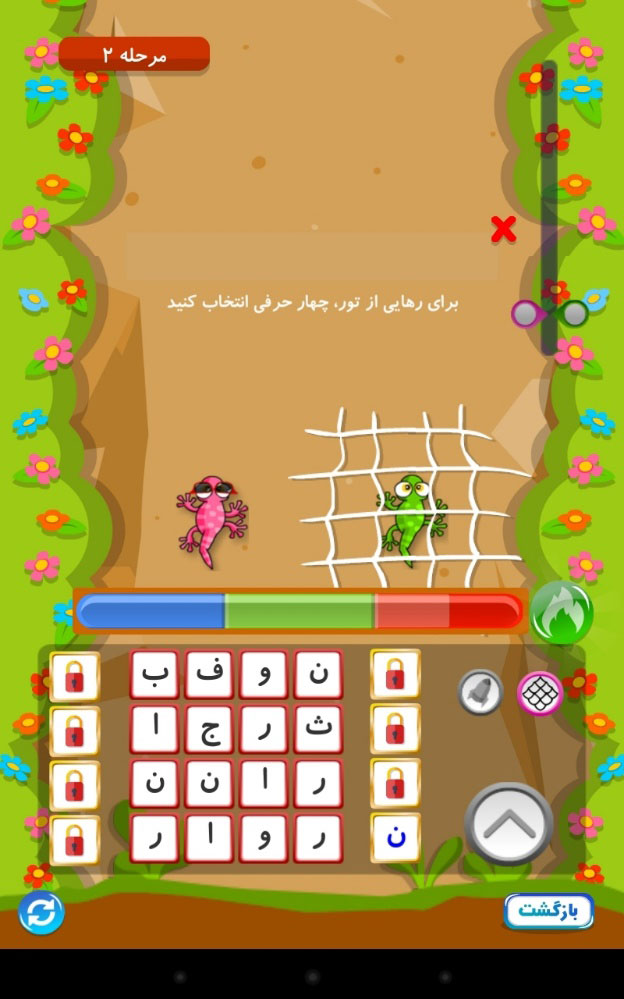 مرحله ۲
برای رهایی از تور، چهار حرفی انتخاب کنید
ن و ف ب
ث ر ج ا
ر ا ن ن
ن ر و ا ر
بازگشت